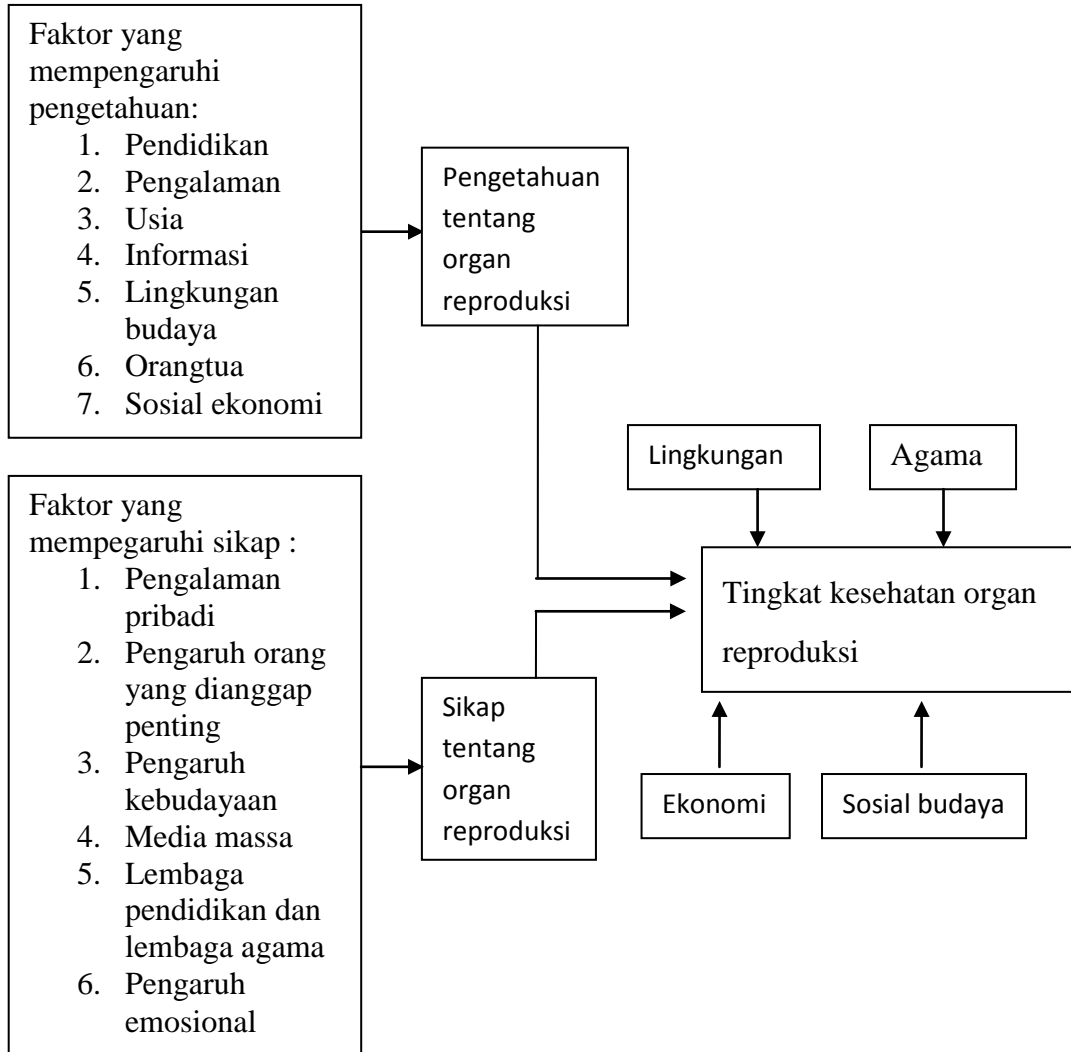 Faktor yang
mempengaruhi
pengetahuan:
1. Pendidikan
2. Pengalaman
3. Usia
4. Informasi
5. Lingkungan
budaya
6. Orangtua
7. Sosial ekonomi
Pengetahuan
tentang
organ
reproduksi
Faktor yang
mempegaruhi sikap :
1. Pengalaman
pribadi
2. Pengaruh orang
yang dianggap
penting
3. Pengaruh
kebudayaan
4. Media massa
5. Lembaga
pendidikan dan
lembaga agama
6. Pengaruh
emosional
Sikap
tentang
organ
reproduksi
Lingkungan
Agama
Tingkat kesehatan organ
reproduksi
Ekonomi
Sosial budaya